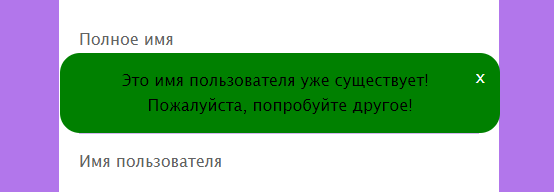 Полное имя
Это имя пользователя уже существует! x
Пожалуйста, попробуйте другое!
Имя пользователя